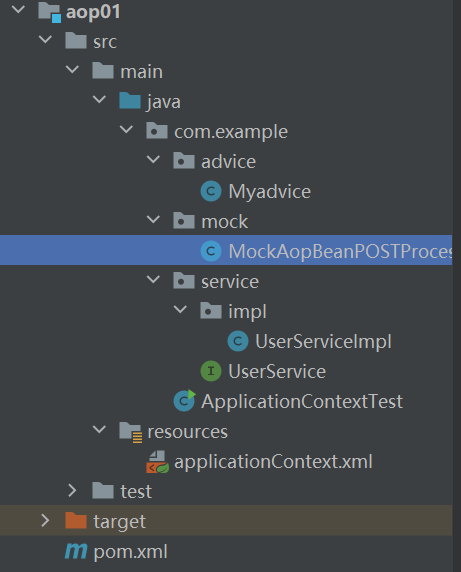 aop01
src
main
java
com.example
advice
Myadvice
mock
MockAopBeanPOSTProces
service
impl
UserServiceImpl
UserService
ApplicationContextTest
resources
applicationContext.xml
test
target
pom.xml